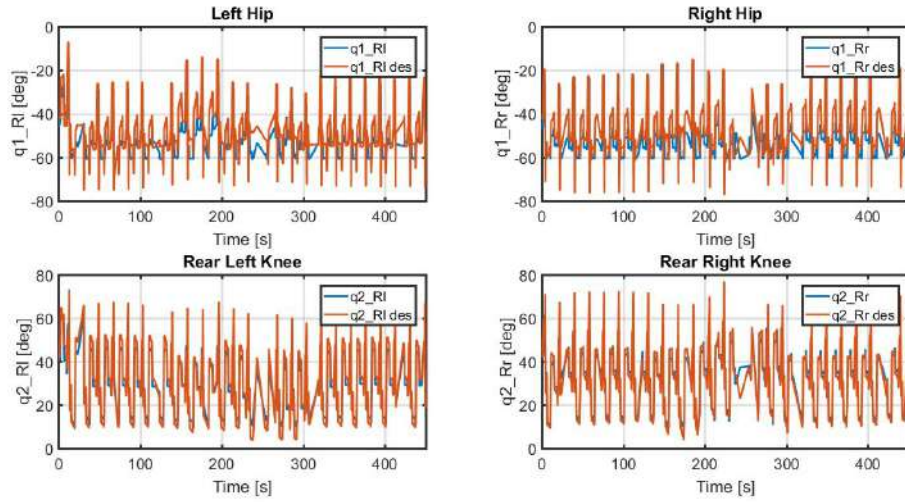 Left Hip
0
-20
-40
-60
-80
q1_Rl [deg]
q1_Rl
q1_Rl des
0 100 200 300 400
Time [s]
Right Hip
0
-20
-40
-60
-80
q1_Rr [deg]
q1_Rr
q1_Rr des
0 100 200 300 400
Time [s]
Rear Left Knee
80
60
40
20
0
q2_Rl [deg]
q2_Rl
q2_Rl des
0 100 200 300 400
Time [s]
Rear Right Knee
80
60
40
20
0
q2_Rr [deg]
q2_Rr
q2_Rr des
0 100 200 300 400
Time [s]